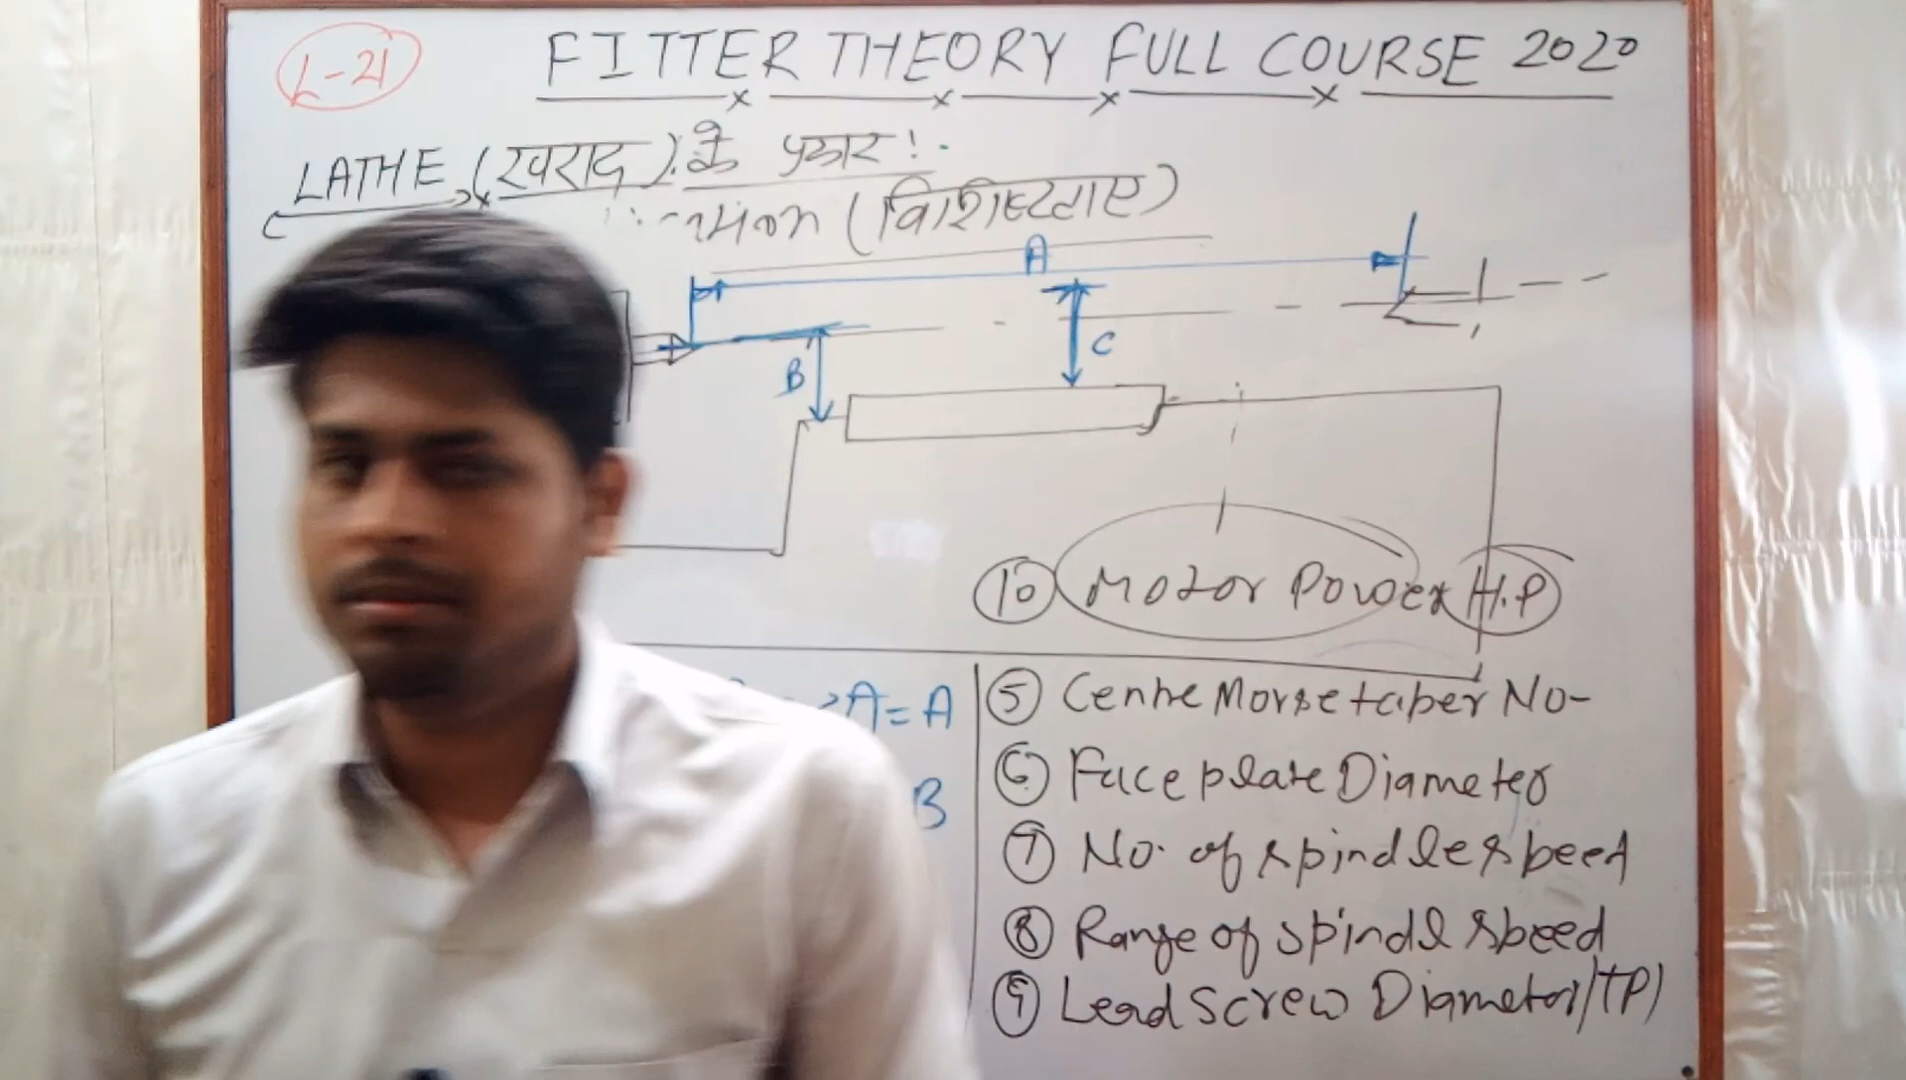 L-21
FITTER THEORY FULL COURSE 2020
LATHE (खराद) के प्रकार :-
(विशिष्टताए)
A
B
C
10 Motor Power H.P
A = A
B
5 Centre Morse taper No-
6 Face plate Diameter
7 No. of spindle speed
8 Range of spindle speed
9 Lead screw Diameter/TPI